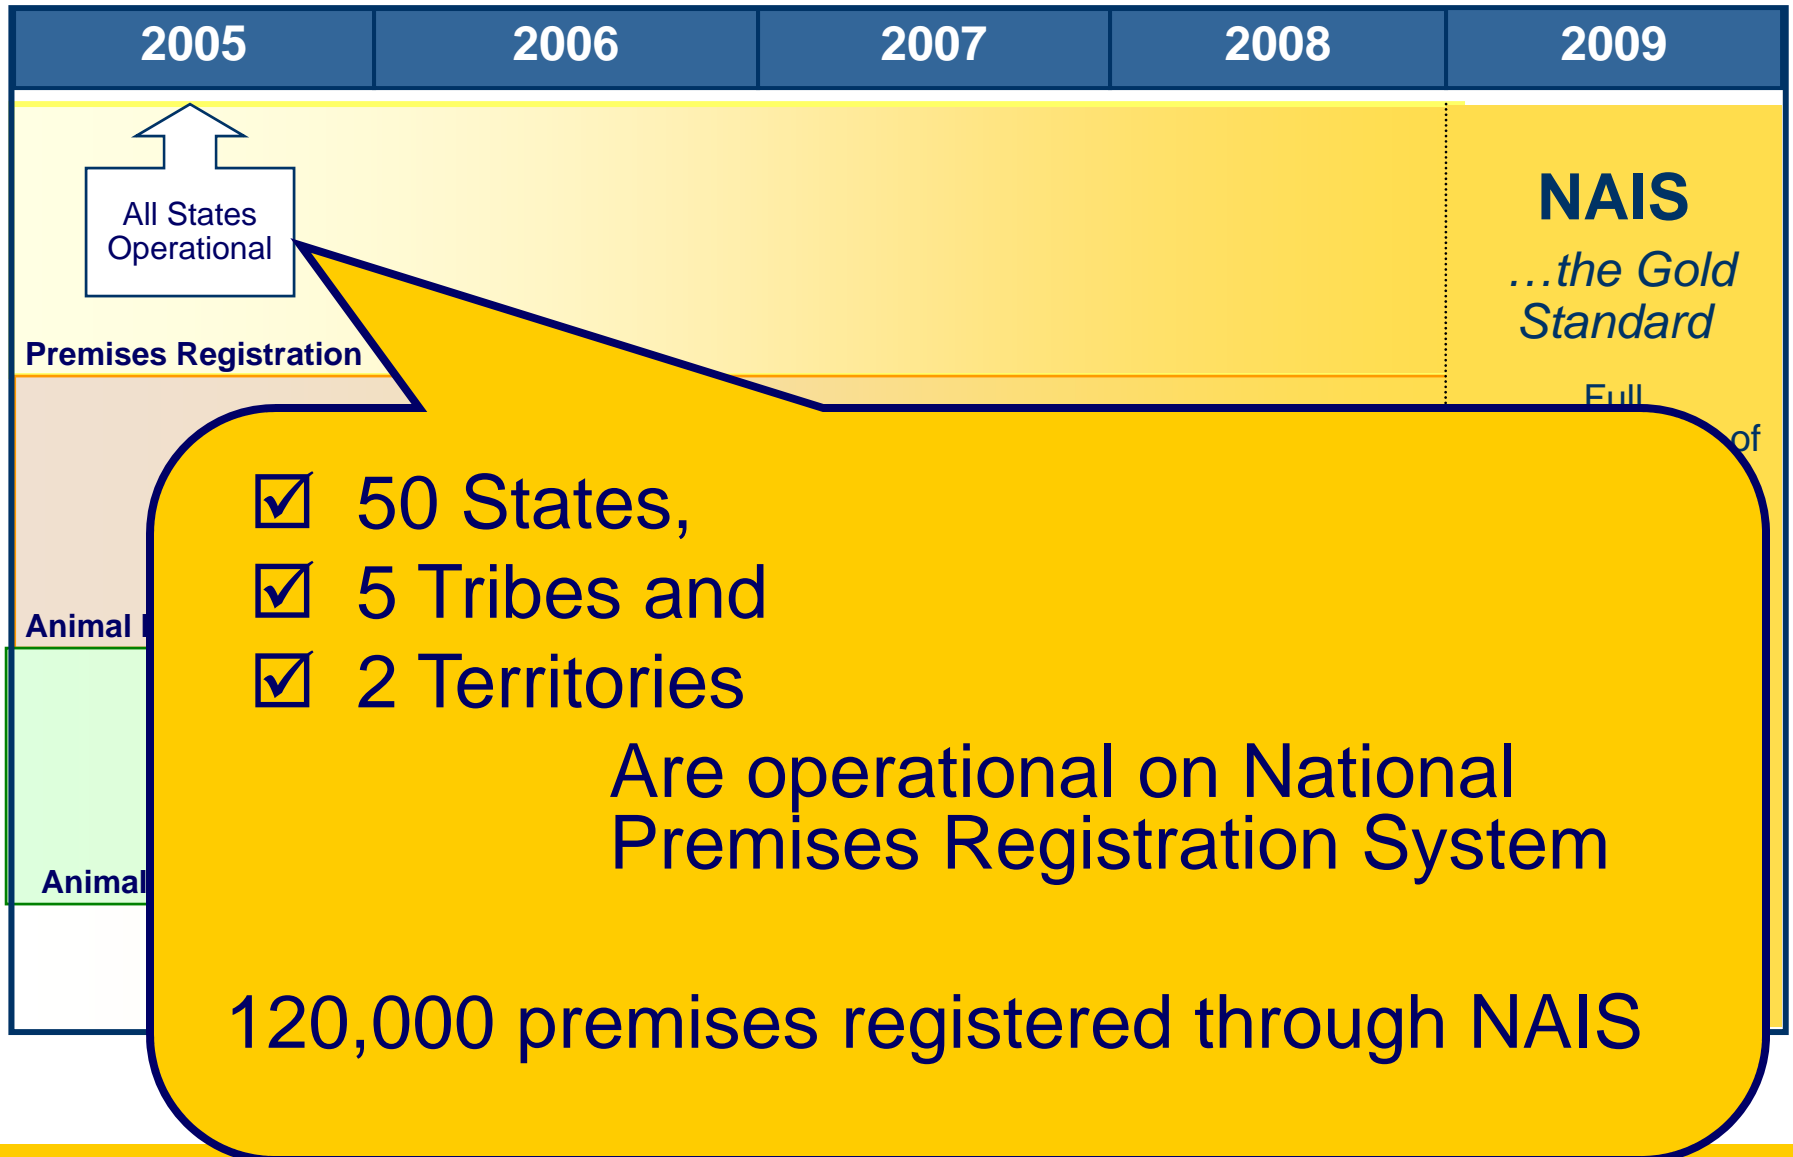 2005 2006 2007 2008 2009
All States
Operational
NAIS
…the Gold
Standard
Premises Registration
Full
of
Animal
Animal
☑ 50 States,
☑ 5 Tribes and
☑ 2 Territories
Are operational on National
Premises Registration System
120,000 premises registered through NAIS